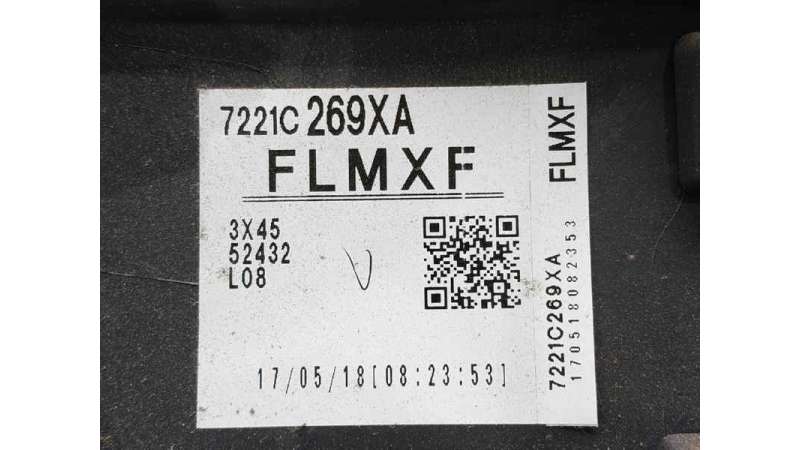 7221C 269XA
FLMXF
3X45
52432
L08
17/05/18[08:23:53]
FLMXF
7221C269XA
170518082353